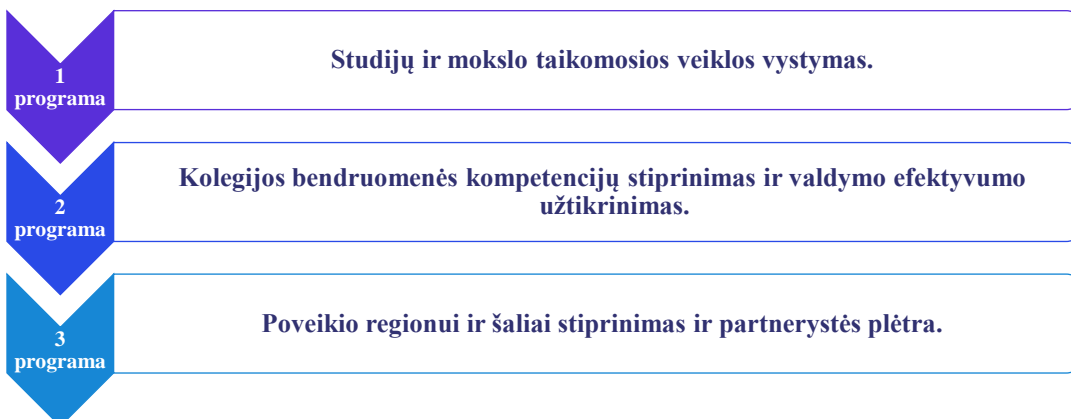 1
programa
Studijų ir mokslo taikomosios veiklos vystymas.
2
programa
Kolegijos bendruomenės kompetencijų stiprinimas ir valdymo efektyvumo
užtikrinimas.
3
programa
Poveikio regionui ir šaliai stiprinimas ir partnerystės plėtra.